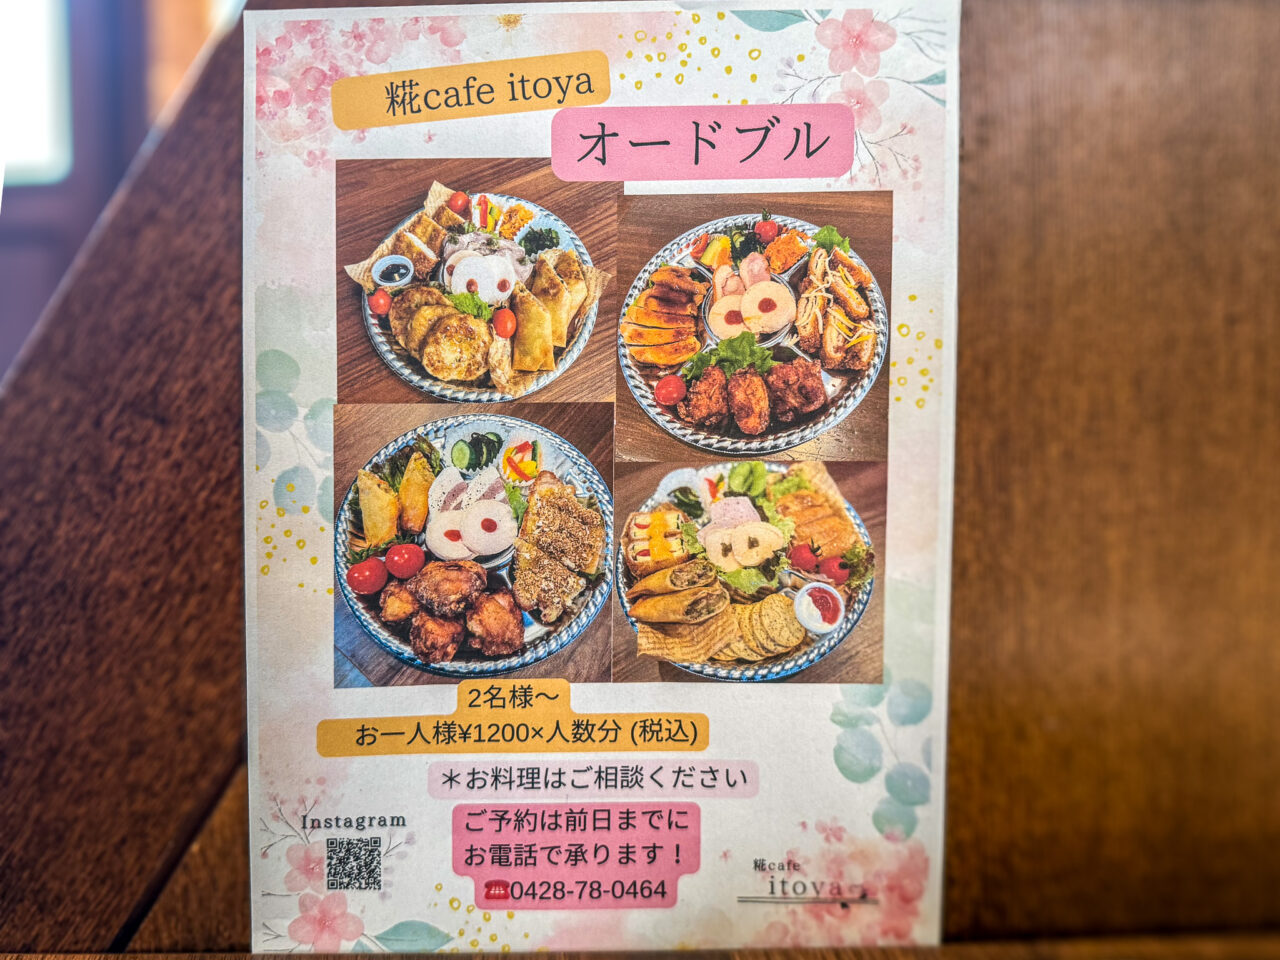 糀cafe itoya
オードブル
2名様〜
お一人様¥1200×人数分 (税込)
＊お料理はご相談ください
ご予約は前日までに
お電話で承ります！
☎0428-78-0464
Instagram
糀cafe
itoya